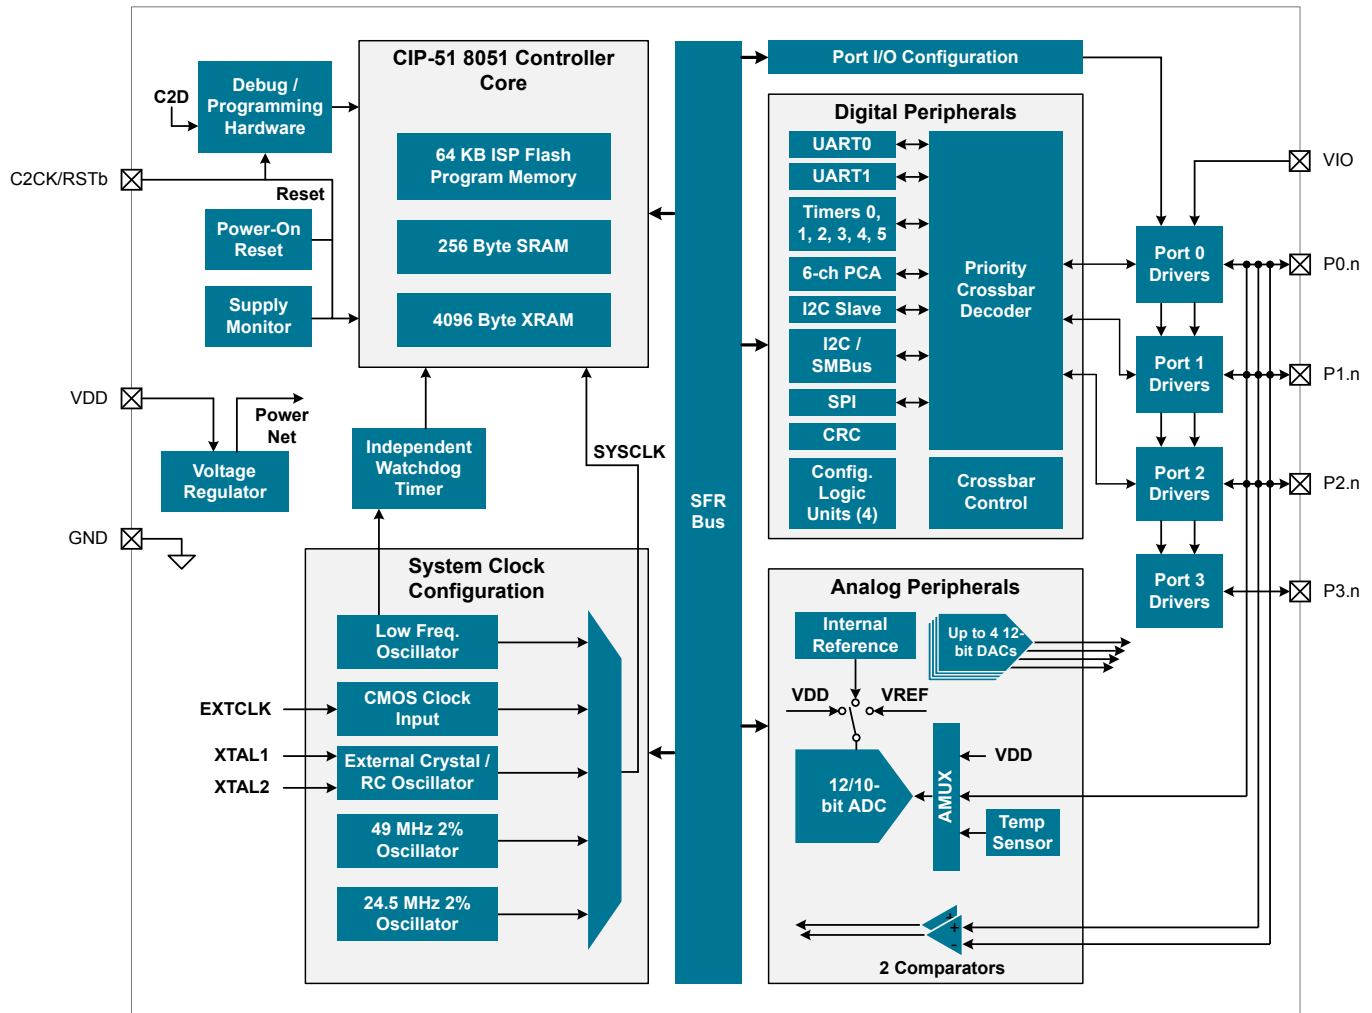 CIP-51 8051 Controller
Core
64 KB ISP Flash
Program Memory
256 Byte SRAM
4096 Byte XRAM
C2D
Debug /
Programming
Hardware
C2CK/RSTb
Reset
Power-On
Reset
Supply
Monitor
VDD
Power
Net
Voltage
Regulator
GND
Independent
Watchdog
Timer
SYSCLK
System Clock
Configuration
Low Freq.
Oscillator
EXTCLK
CMOS Clock
Input
XTAL1
XTAL2
External Crystal /
RC Oscillator
49 MHz 2%
Oscillator
24.5 MHz 2%
Oscillator
SFR
Bus
Port I/O Configuration
Digital Peripherals
UART0
UART1
Timers 0,
1, 2, 3, 4, 5
6-ch PCA
I2C Slave
I2C /
SMBus
SPI
CRC
Config.
Logic
Units (4)
Priority
Crossbar
Decoder
Crossbar
Control
Analog Peripherals
Internal
Reference
Up to 4 12-
bit DACs
VDD
VREF
12/10-
bit ADC
AMUX
VDD
Temp
Sensor
+
+
-
2 Comparators
Port 0
Drivers
Port 1
Drivers
Port 2
Drivers
Port 3
Drivers
VIO
P0.n
P1.n
P2.n
P3.n